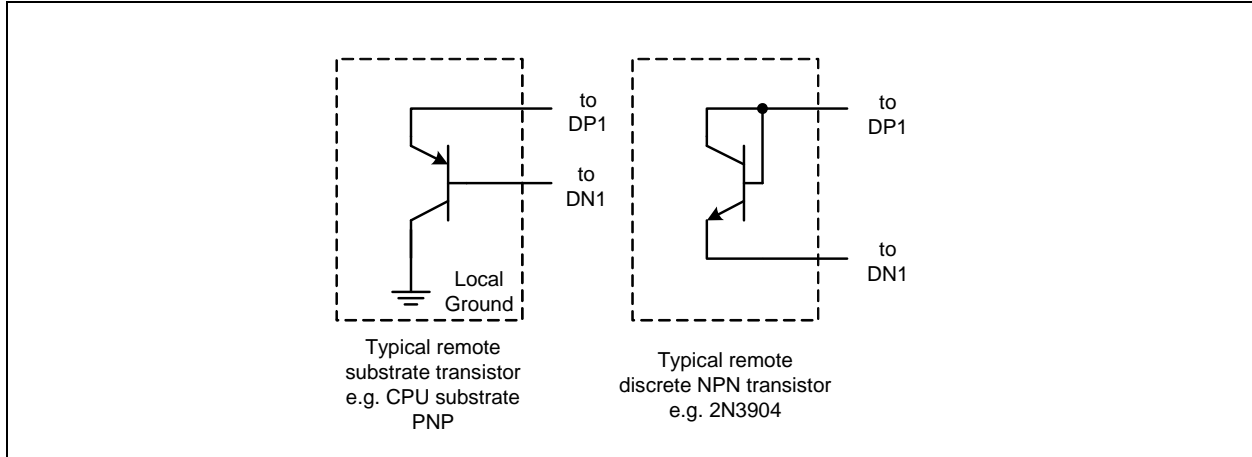 to
DP1
to
DN1
Local
Ground
Typical remote
substrate transistor
e.g. CPU substrate
PNP
to
DP1
to
DN1
Typical remote
discrete NPN transistor
e.g. 2N3904